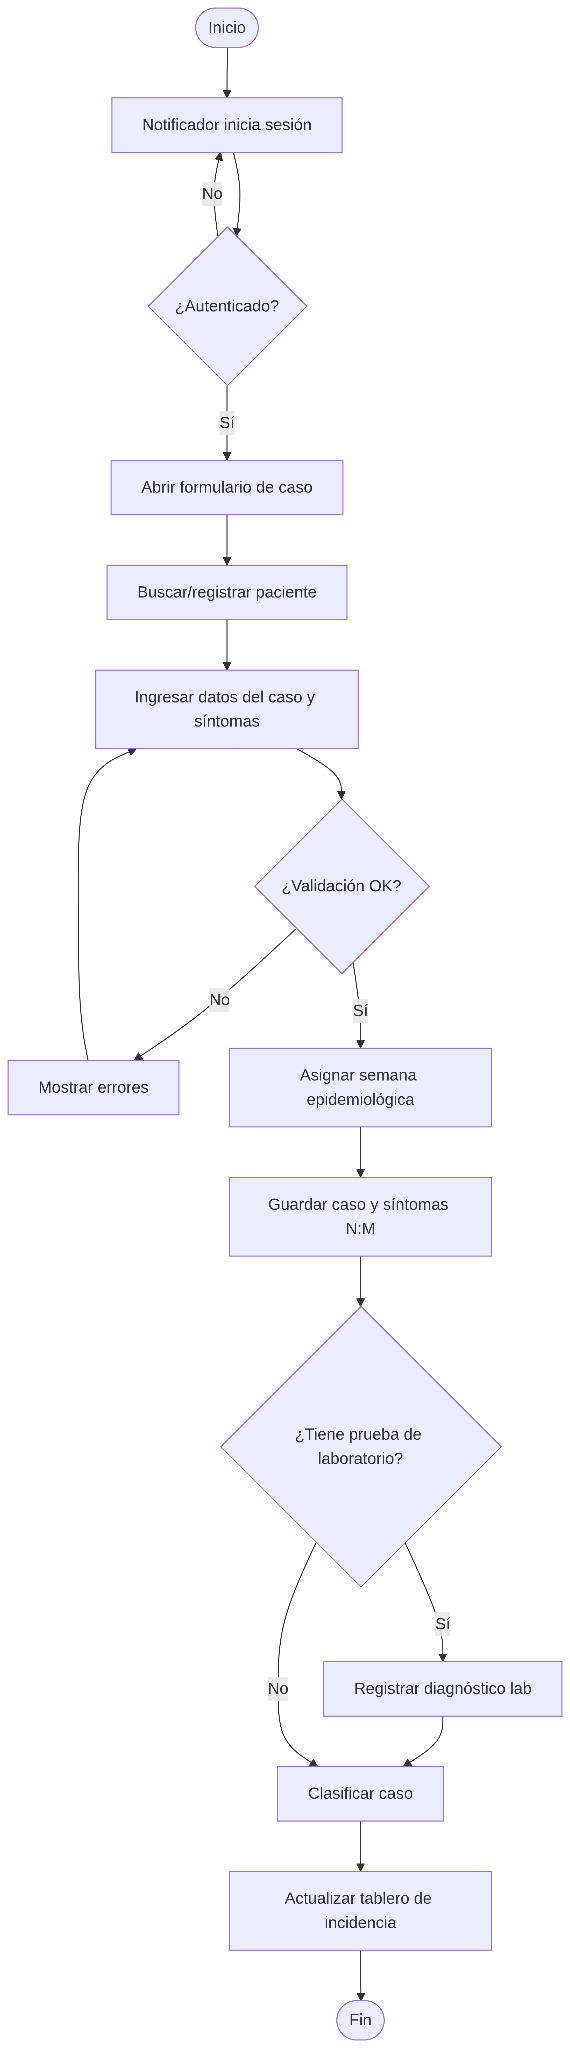 Inicio
Notificador inicia sesión
No
¿Autenticado?
Sí
Abrir formulario de caso
Buscar/registrar paciente
Ingresar datos del caso y
síntomas
¿Validación OK?
No
Sí
Mostrar errores
Asignar semana
epidemiológica
Guardar caso y síntomas
N:M
¿Tiene prueba de
laboratorio?
Sí
No
Registrar diagnóstico lab
Clasificar caso
Actualizar tablero de
incidencia
Fin